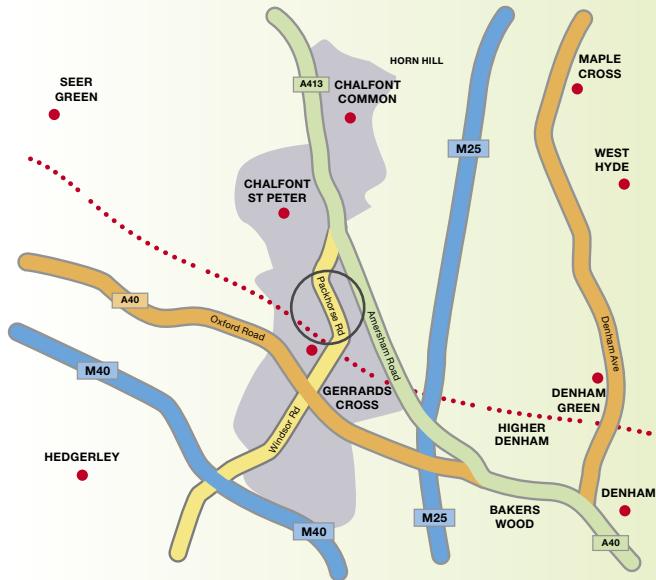 HORN HILL
MAPLE
CROSS
SEER
GREEN
A413
CHALFONT
COMMON
M25
WEST
HYDE
CHALFONT
ST PETER
Packhorse Rd
A40
Oxford Road
Amersham Road
Denham Ave
M40
GERRARDS
CROSS
DENHAM
GREEN
Windsor Rd
HIGHER
DENHAM
HEDGERLEY
DENHAM
BAKERS
WOOD
M25
M40
A40